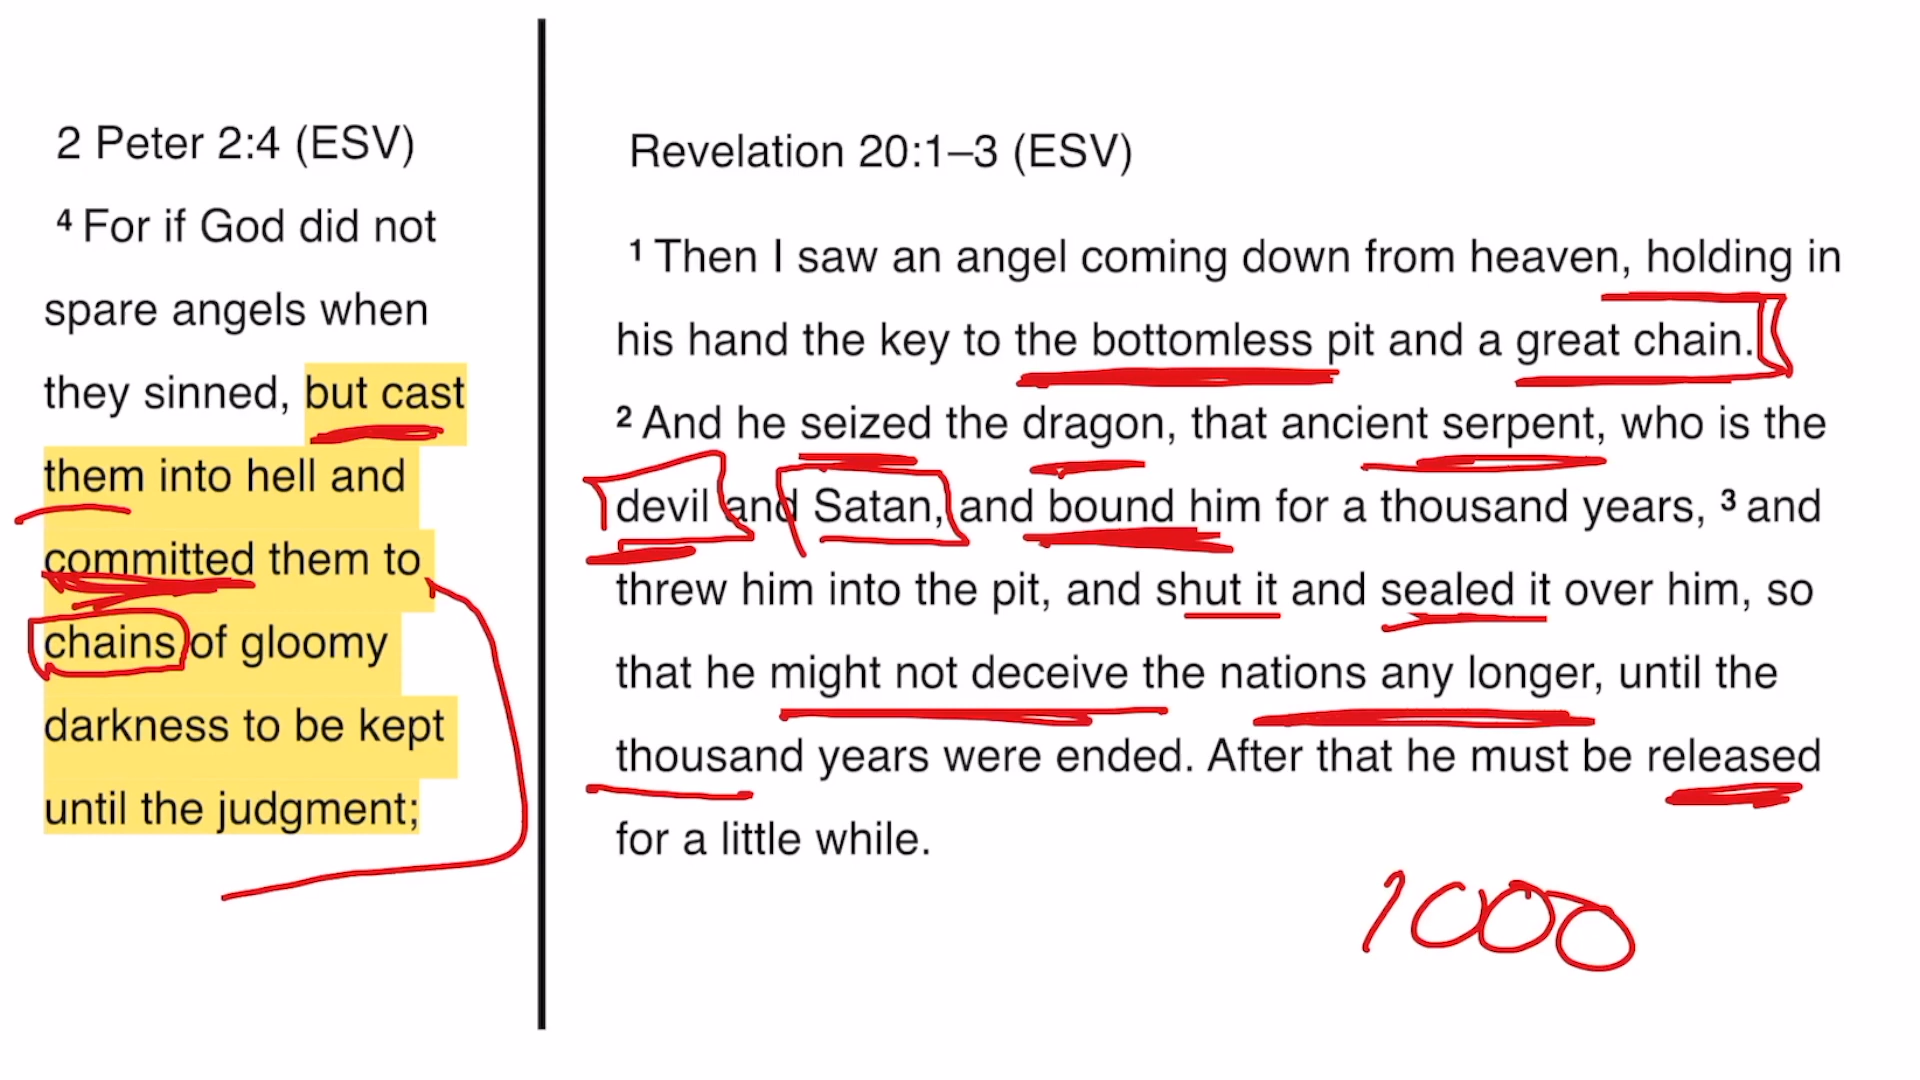 2 Peter 2:4 (ESV)
4 For if God did not
spare angels when
they sinned, but cast
them into hell and
committed them to
chains of gloomy
darkness to be kept
until the judgment;
Revelation 20:1–3 (ESV)
1 Then I saw an angel coming down from heaven, holding in
his hand the key to the bottomless pit and a great chain.
2 And he seized the dragon, that ancient serpent, who is the
devil and Satan, and bound him for a thousand years, 3 and
threw him into the pit, and shut it and sealed it over him, so
that he might not deceive the nations any longer, until the
thousand years were ended. After that he must be released
for a little while.
1000